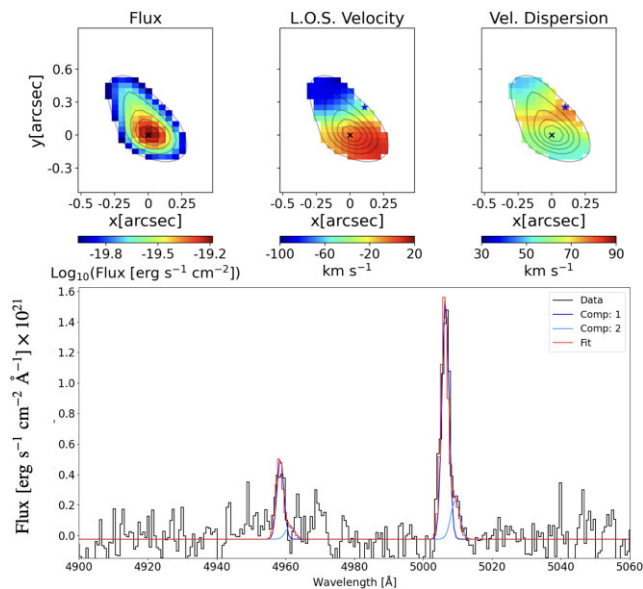 Flux
L.O.S. Velocity
Vel. Dispersion
y[arcsec]
0.6
0.3
0
-0.3
-0.5 -0.25 0 0.25
-0.5 -0.25 0 0.25
-0.5 -0.25 0 0.25
x[arcsec]
x[arcsec]
x[arcsec]
-19.8 -19.5 -19.2
-100 -60 -20 20
30 50 70 90
Log₁₀(Flux [erg s⁻¹ cm⁻²])
km s⁻¹
km s⁻¹
Flux [erg s⁻¹ cm⁻² Å⁻¹] × 10²¹
1.6
1.4
1.2
1.0
0.8
0.6
0.4
0.2
0.0
Data
Comp: 1
Comp: 2
Fit
4900 4920 4940 4960 4980 5000 5020 5040 5060
Wavelength [Å]